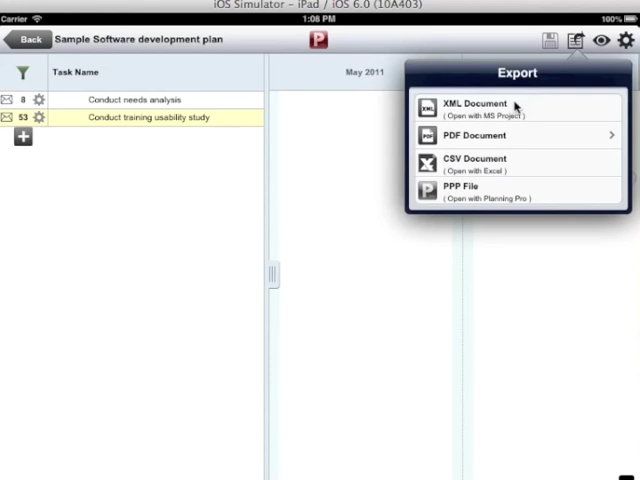 iOS Simulator - iPad / iOS 6.0 (10A403)
Carrier 1:08 PM 100%
Back Sample Software development plan P
Task Name May 2011
8 Conduct needs analysis
53 Conduct training usability study
Export
XML XML Document
( Open with MS Project )
PDF PDF Document
CSV Document
( Open with Excel )
P PPP File
( Open with Planning Pro )